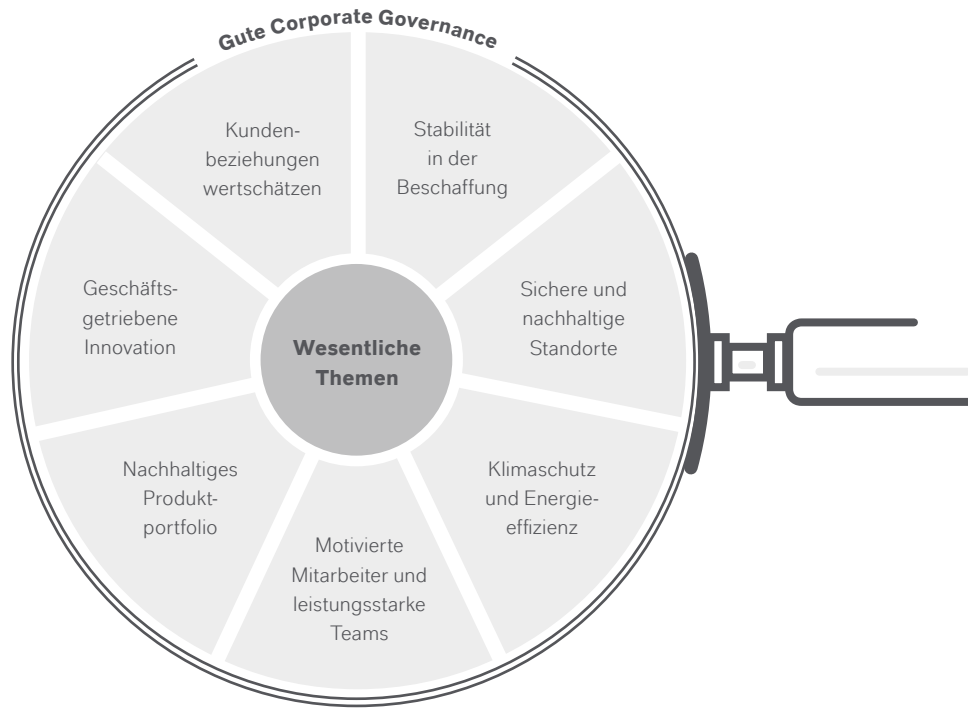 Gute Corporate Governance
Kunden-
beziehungen
wertschätzen
Stabilität
in der
Beschaffung
Geschäfts-
getriebene
Innovation
Sichere und
nachhaltige
Standorte
Wesentliche
Themen
Nachhaltiges
Produkt-
portfolio
Klimaschutz
und Energie-
effizienz
Motivierte
Mitarbeiter und
leistungsstarke
Teams